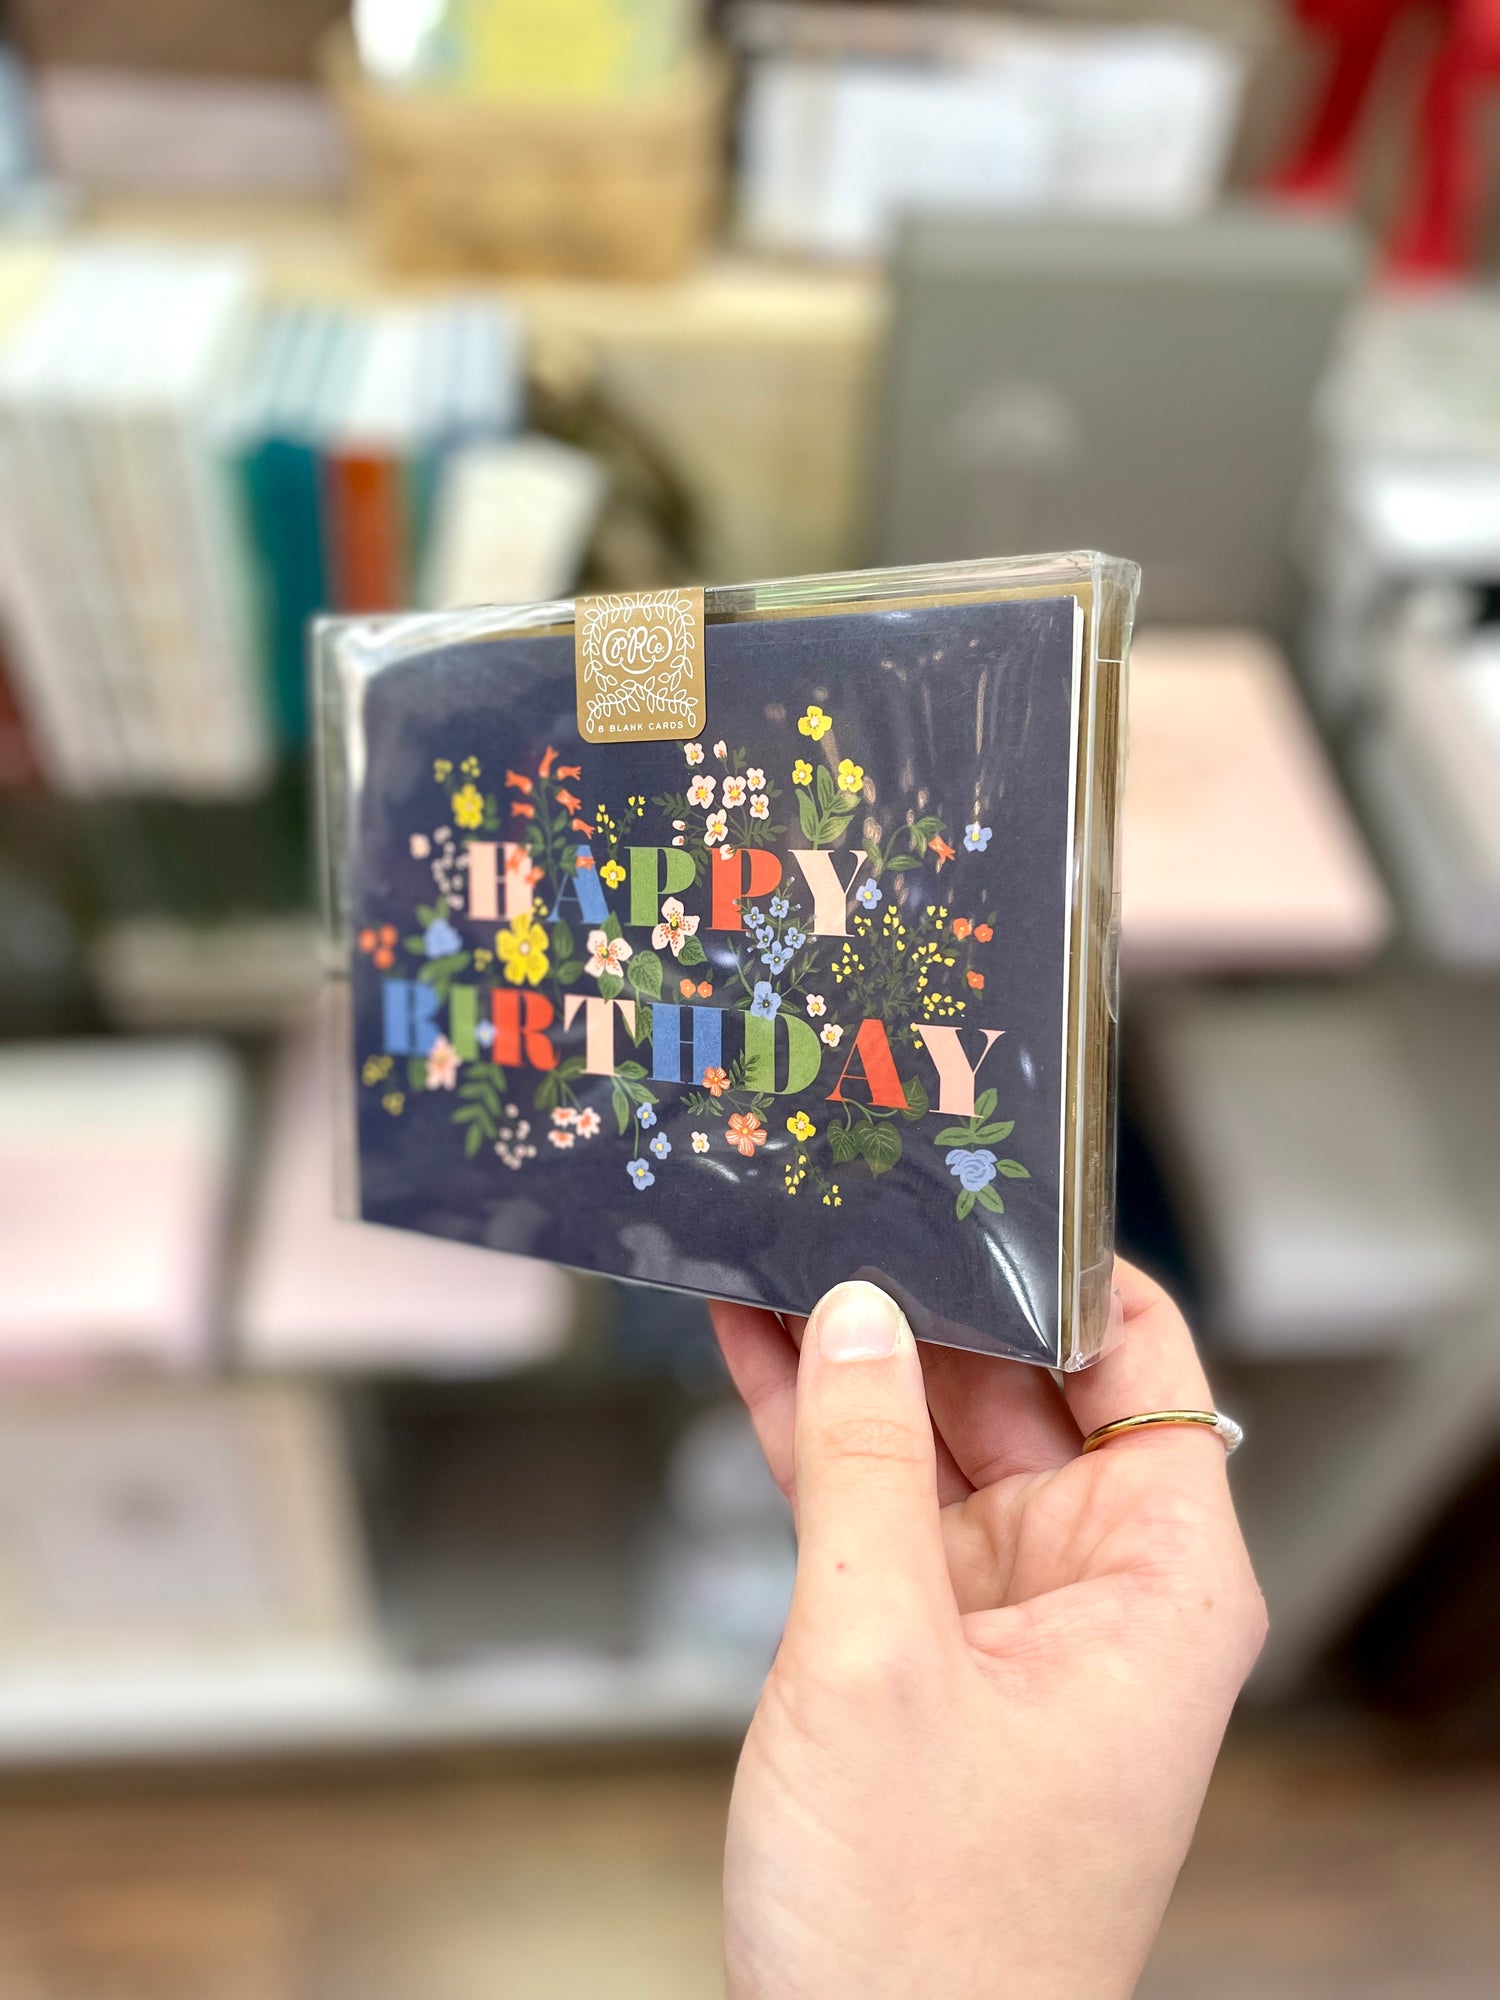 RPCo.
8 BLANK CARDS
HAPPY
BIRTHDAY